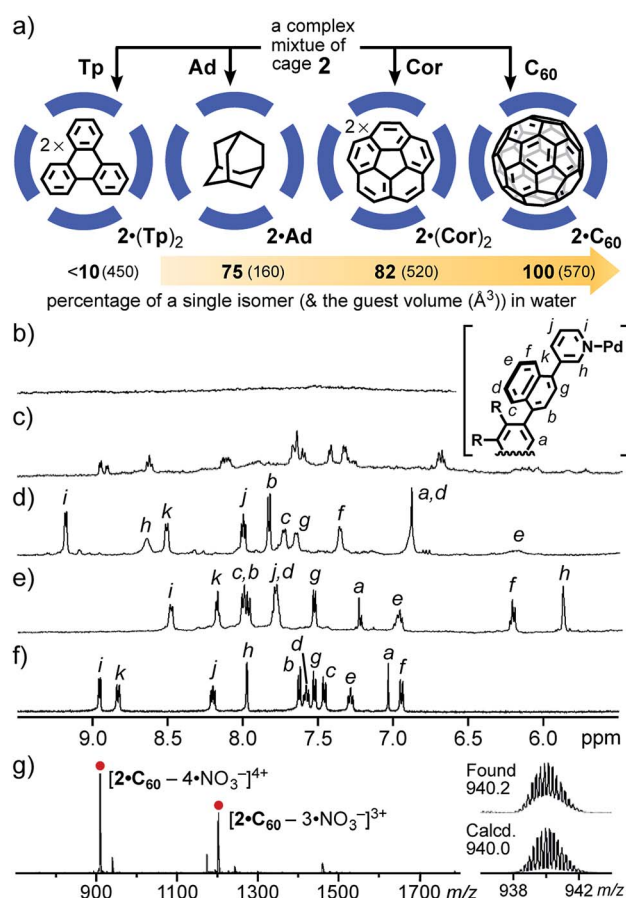 a)
a complex
mixtue of
cage 2
Tp
Ad
Cor
C60
2×
2×
2•(Tp)2
2•Ad
2•(Cor)2
2•C60
<10 (450)
75 (160)
82 (520)
100 (570)
percentage of a single isomer (& the guest volume (Å3)) in water
b)
j
i
k
N–Pd
h
f
e
g
d
c
b
R
R
a
c)
d)
i
h
k
j
b
c
g
f
a,d
e
e)
i
k
c,b
j,d
g
a
e
f
h
f)
i
k
j
h
b
d
g
c
e
a
f
9.0
8.5
8.0
7.5
7.0
6.5
6.0
ppm
g)
[2•C60 – 4•NO3–]4+
[2•C60 – 3•NO3–]3+
Found
940.2
Calcd.
940.0
900
1100
1300
1500
1700
m/z
938
942
m/z